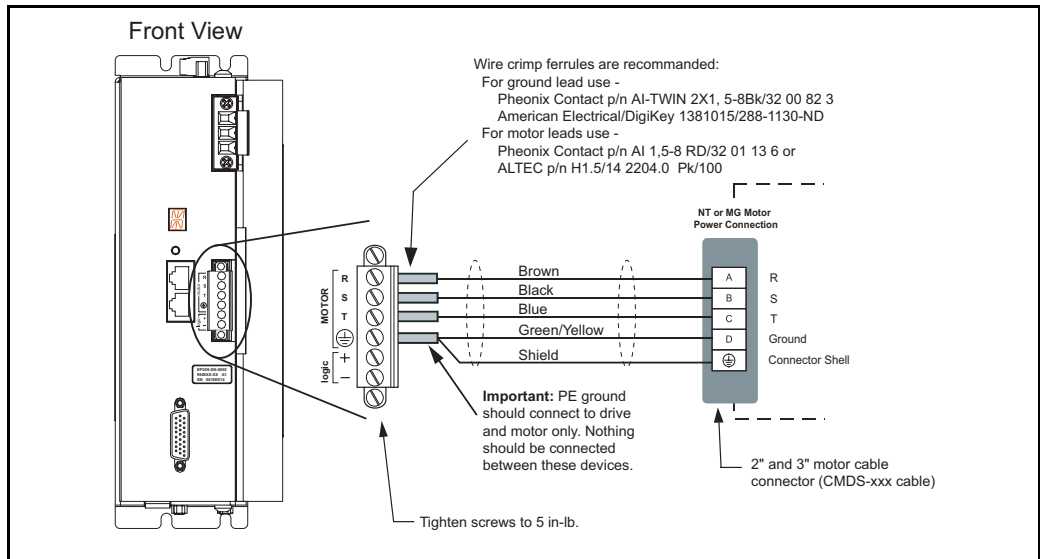 Front View
Wire crimp ferrules are recommanded:
For ground lead use -
Pheonix Contact p/n AI-TWIN 2X1, 5-8Bk/32 00 82 3
American Electrical/DigiKey 1381015/288-1130-ND
For motor leads use -
Pheonix Contact p/n AI 1,5-8 RD/32 01 13 6 or
ALTEC p/n H1.5/14 2204.0 Pk/100
NT or MG Motor
Power Connection
MOTOR
R
S
T
logic
+
−
Brown
Black
Blue
Green/Yellow
Shield
A
B
C
D
R
S
T
Ground
Connector Shell
Important: PE ground
should connect to drive
and motor only. Nothing
should be connected
between these devices.
2" and 3" motor cable
connector (CMDS-xxx cable)
Tighten screws to 5 in-lb.
R
S
T